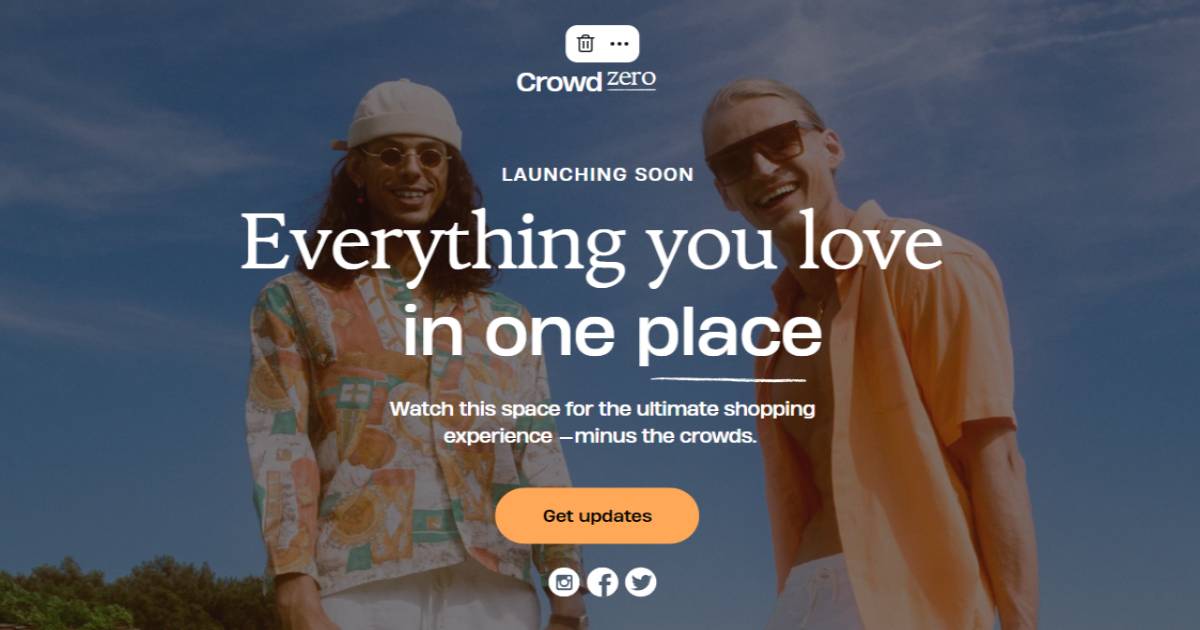 Crowd zero
LAUNCHING SOON
Everything you love
in one place
Watch this space for the ultimate shopping
experience –minus the crowds.
Get updates